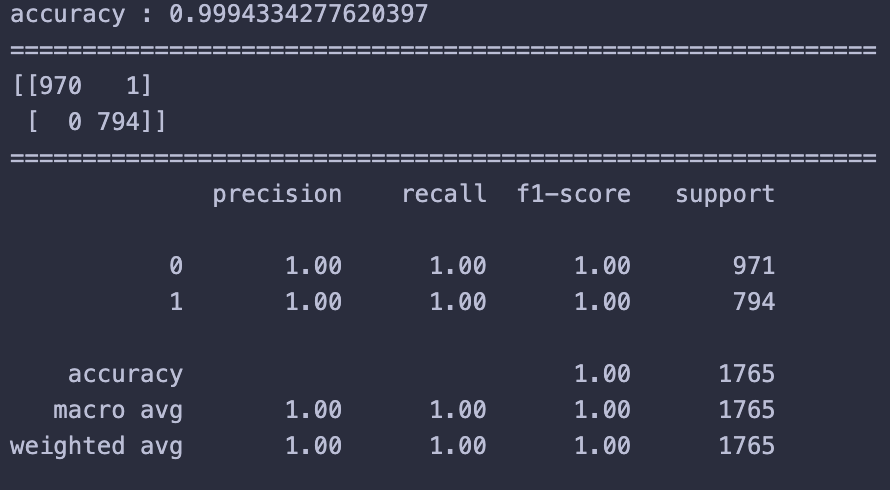 accuracy : 0.9994334277620397
============================================================
[[970   1]
 [  0 794]]
============================================================
              precision    recall  f1-score   support

           0       1.00      1.00      1.00       971
           1       1.00      1.00      1.00       794

    accuracy                           1.00      1765
   macro avg       1.00      1.00      1.00      1765
weighted avg       1.00      1.00      1.00      1765